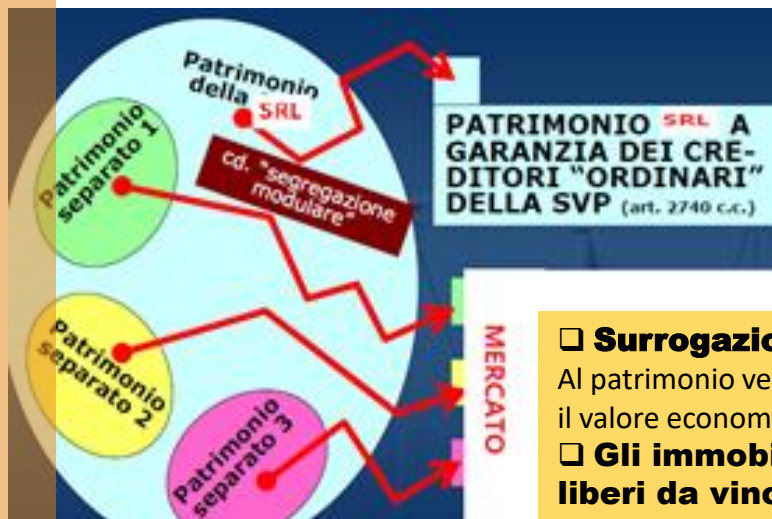 Patrimonio
della
SRL
Patrimonio
separato 1
cd. "segregazione
modulare"
Patrimonio
separato 2
Patrimonio
separato 3
PATRIMONIO SRL A
GARANZIA DEI CRE-
DITORI "ORDINARI"
DELLA SVP (art. 2740 c.c.)
MERCATO
❑ Surrogazio
Al patrimonio ve
il valore econom
❑ Gli immobi
liberi da vinc